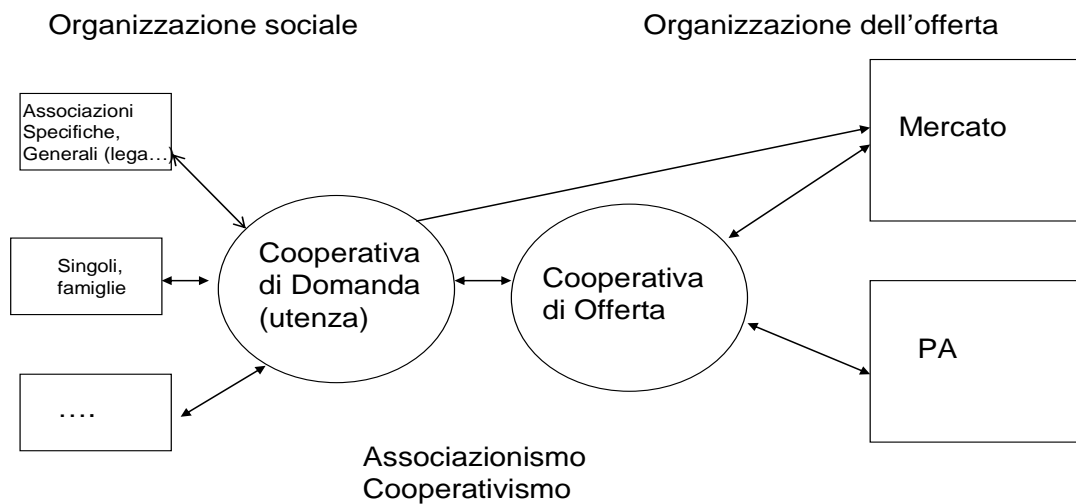 Organizzazione sociale
Organizzazione dell’offerta
Associazioni
Specifiche,
Generali (lega…)
Mercato
Singoli,
famiglie
Cooperativa
di Domanda
(utenza)
Cooperativa
di Offerta
PA
….
Associazionismo
Cooperativismo